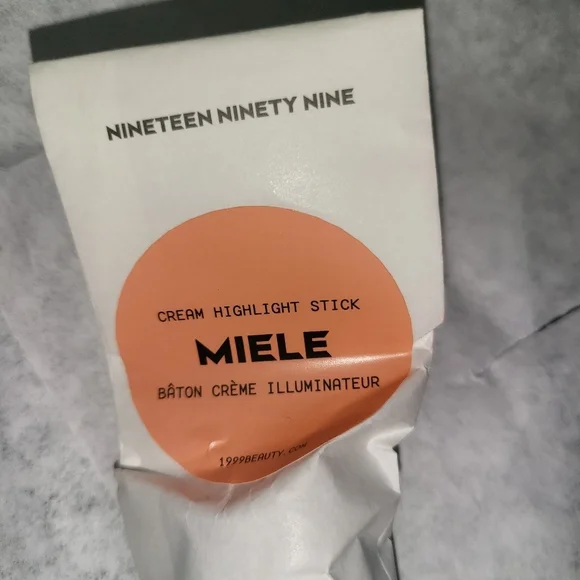 NINETEEN NINETY NINE
CREAM HIGHLIGHT STICK
MIELE
BÂTON CRÈME ILLUMINATEUR
1999BEAUTY.COM